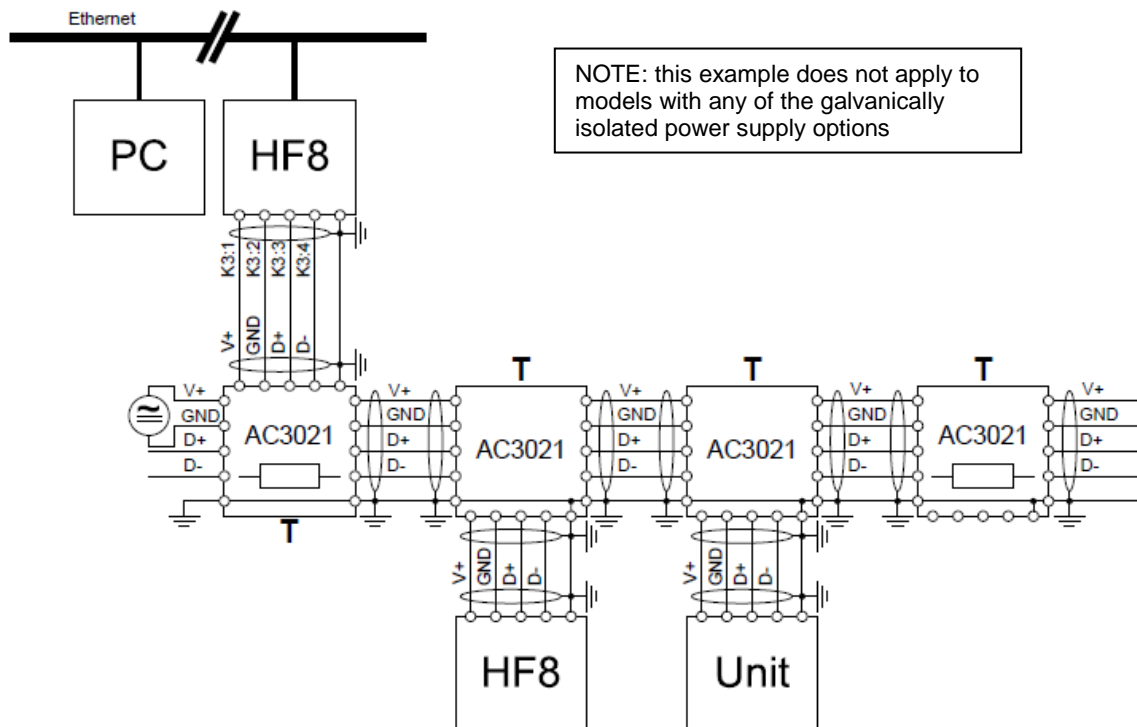 Ethernet
NOTE: this example does not apply to
models with any of the galvanically
isolated power supply options
PC
HF8
K3:1
K3:2
K3:3
K3:4
V+
GND
D+
D-
T
T
T
V+
GND
D+
D-
AC3021
V+
GND
D+
D-
AC3021
V+
GND
D+
D-
AC3021
V+
GND
D+
D-
AC3021
V+
GND
D+
D-
T
V+
GND
D+
D-
V+
GND
D+
D-
HF8
Unit